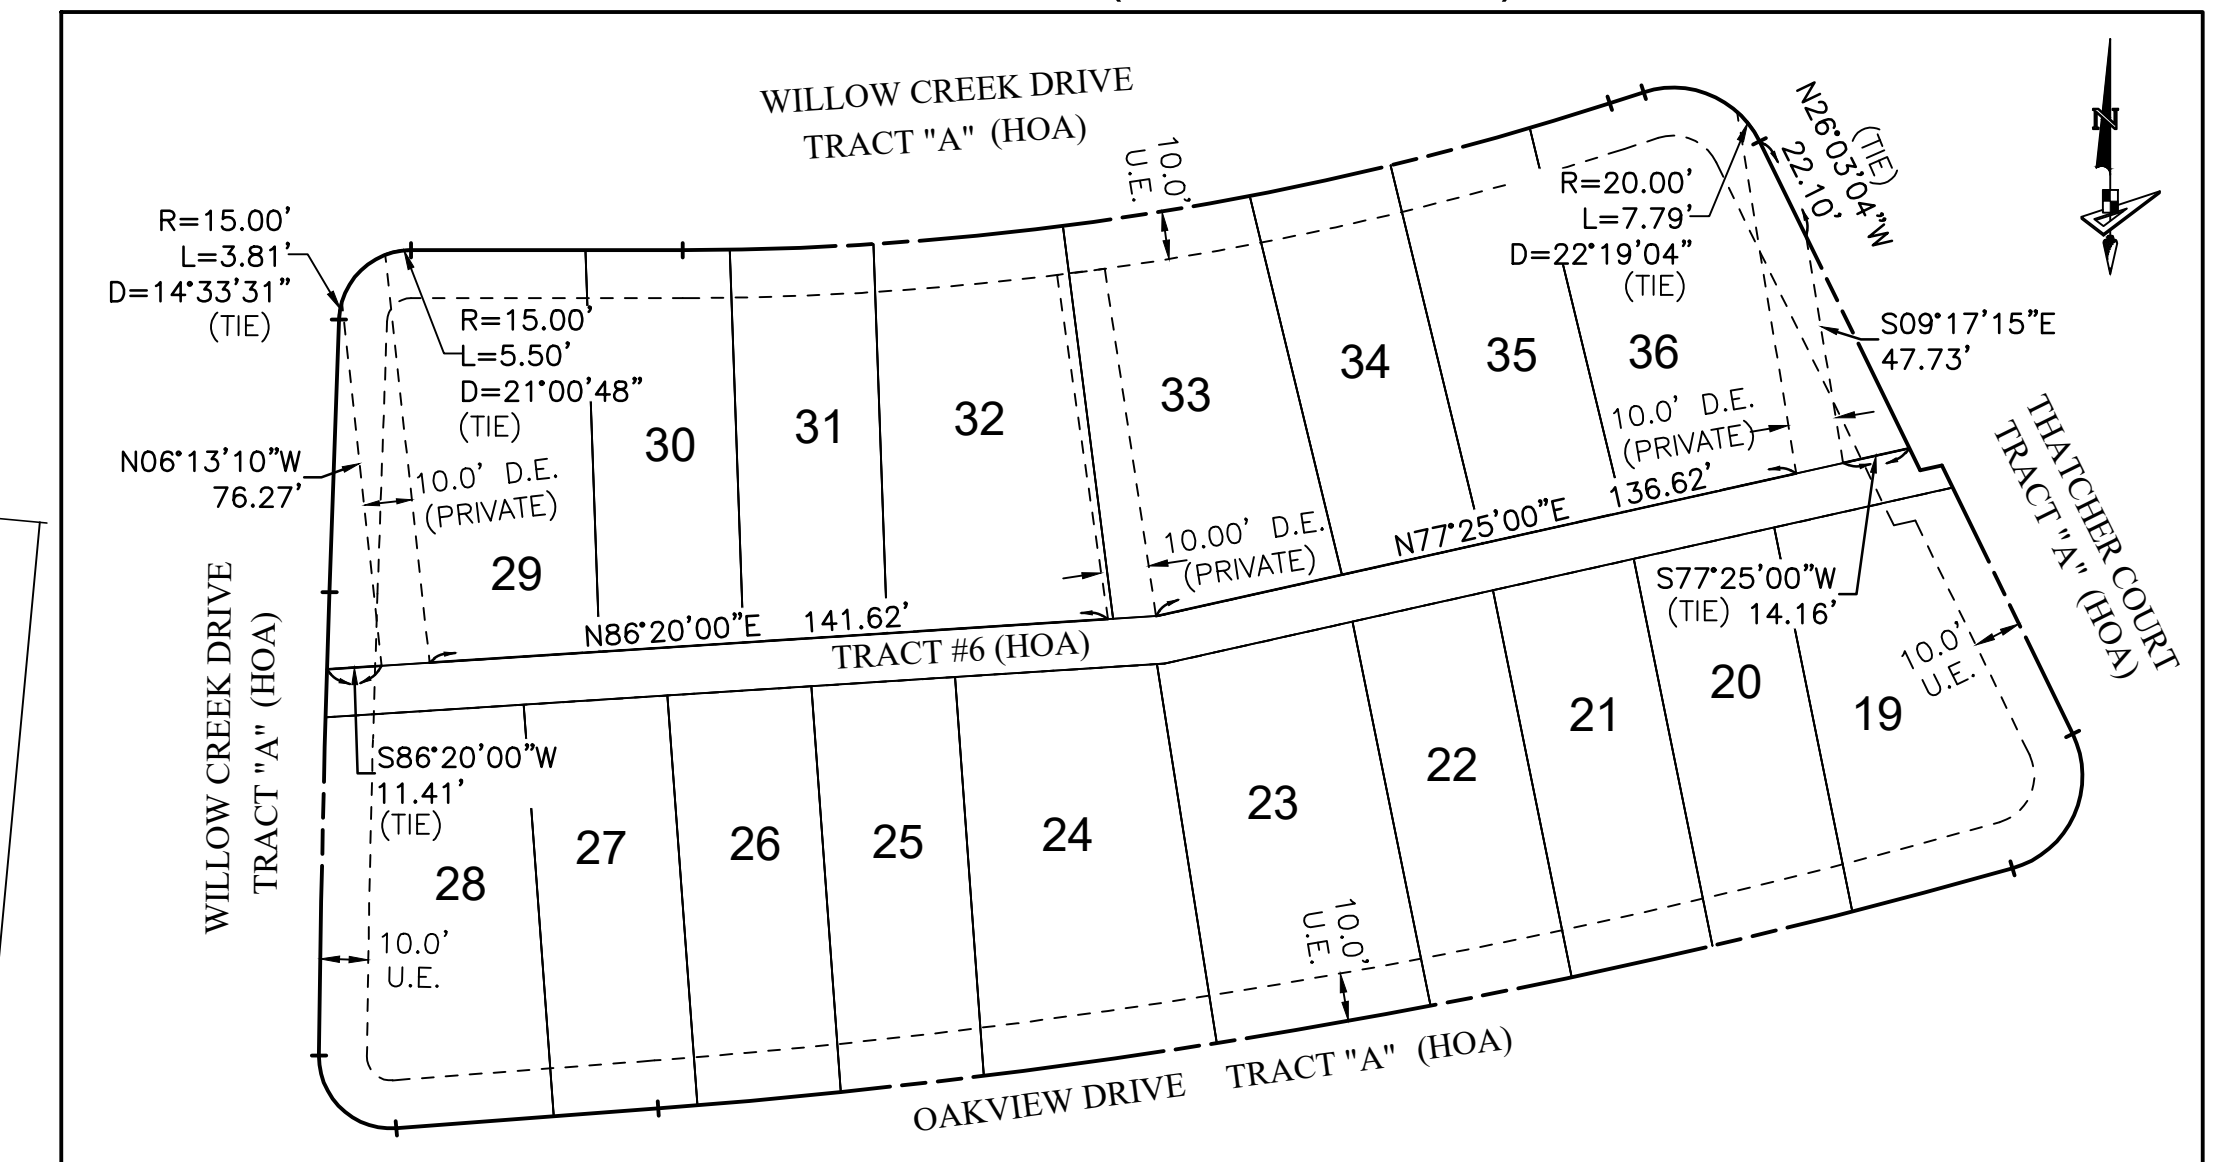 WILLOW CREEK DRIVE
TRACT "A" (HOA)
10.0'
U.E.
N26°03'04"W
22.10'
(TIE)
N
R=15.00'
L=3.81'
D=14°33'31"
(TIE)
R=20.00'
L=7.79'
D=22°19'04"
(TIE)
R=15.00'
L=5.50'
D=21°00'48"
(TIE)
S09°17'15"E
47.73'
N06°13'10"W
76.27'
10.0' D.E.
(PRIVATE)
29
30
31
32
33
34
35
36
10.0' D.E.
(PRIVATE)
136.62'
N77°25'00"E
10.00' D.E.
(PRIVATE)
N86°20'00"E 141.62'
TRACT #6 (HOA)
THATCHER COURT
TRACT "A" (HOA)
S77°25'00"W
(TIE) 14.16'
WILLOW CREEK DRIVE
TRACT "A" (HOA)
S86°20'00"W
11.41'
(TIE)
10.0'
U.E.
28
27
26
25
24
23
22
21
20
19
10.0'
U.E.
10.0'
U.E.
OAKVIEW DRIVE TRACT "A" (HOA)